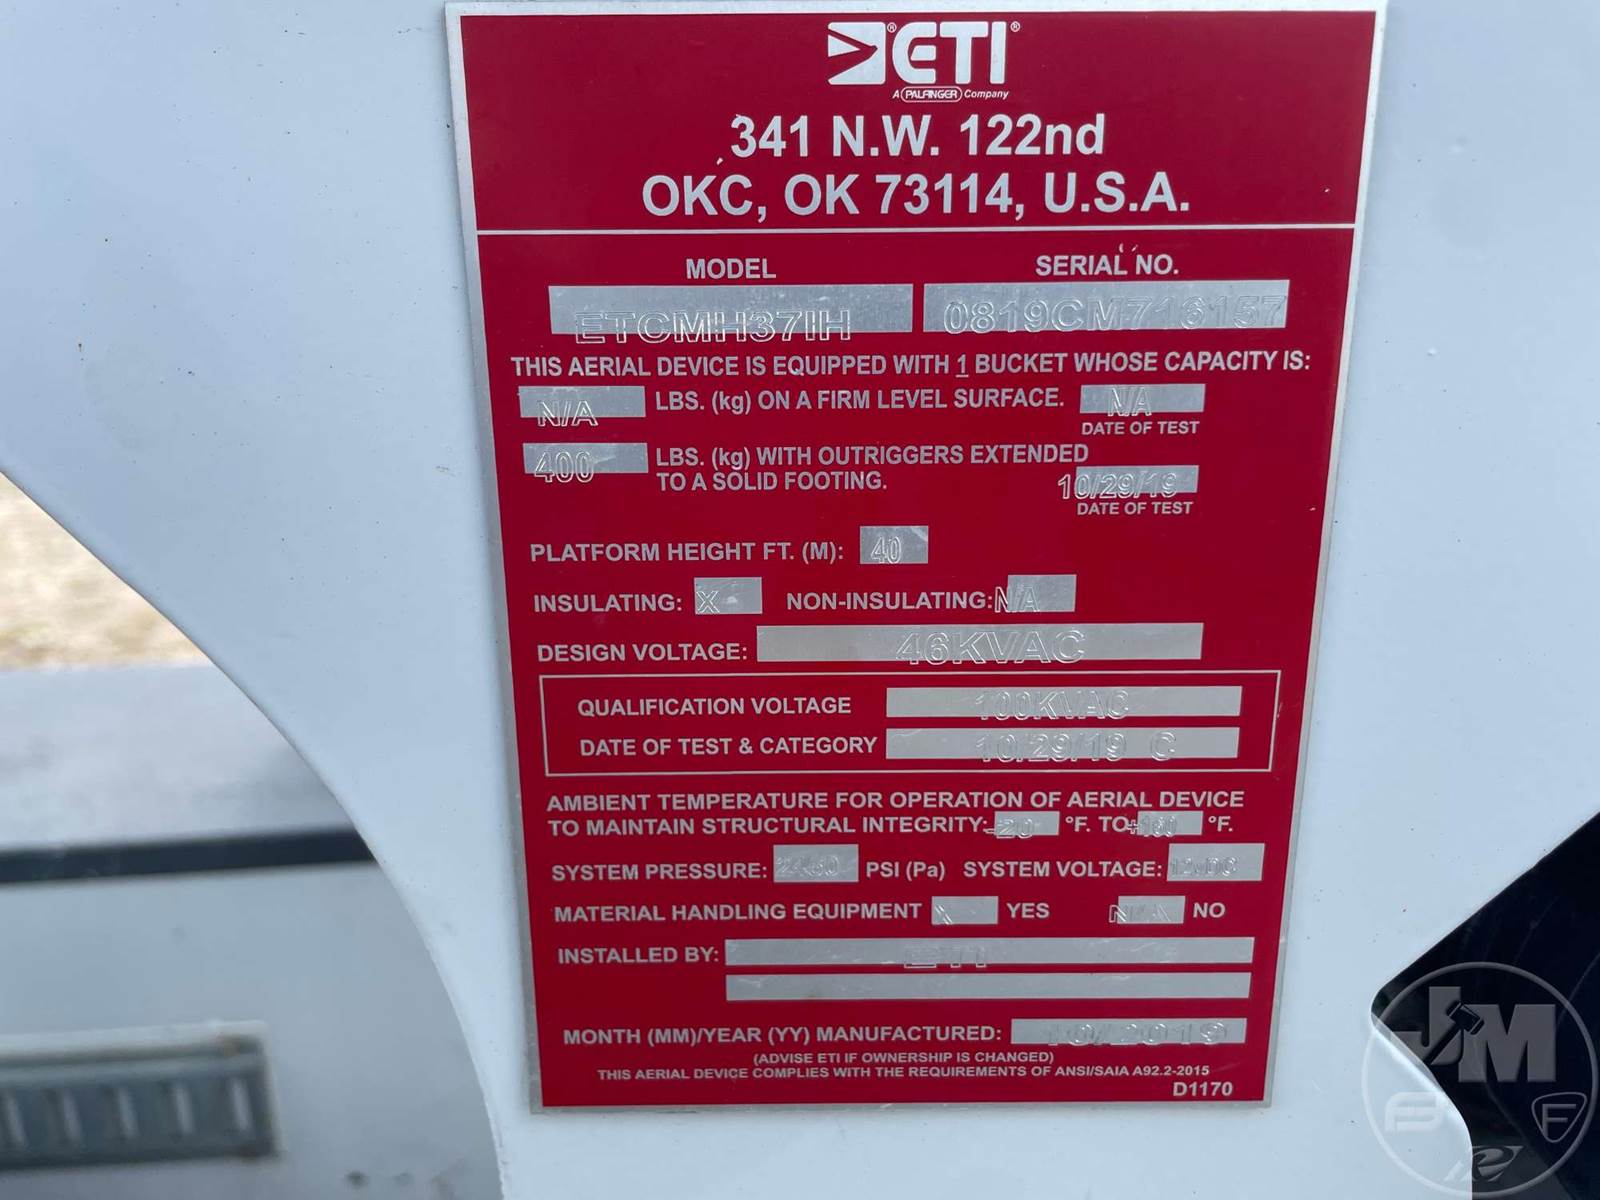 ETI
A PALFINGER Company
341 N.W. 122nd
OKC, OK 73114, U.S.A.
MODEL SERIAL NO.
ETCMH37IH 0819CM716157
THIS AERIAL DEVICE IS EQUIPPED WITH 1 BUCKET WHOSE CAPACITY IS:
N/A LBS. (kg) ON A FIRM LEVEL SURFACE. N/A
DATE OF TEST
400 LBS. (kg) WITH OUTRIGGERS EXTENDED
TO A SOLID FOOTING. 10/29/19
DATE OF TEST
PLATFORM HEIGHT FT. (M): 40
INSULATING: X NON-INSULATING: N/A
DESIGN VOLTAGE: 46KVAC
QUALIFICATION VOLTAGE 100KVAC
DATE OF TEST & CATEGORY 10/29/19 C
AMBIENT TEMPERATURE FOR OPERATION OF AERIAL DEVICE
TO MAINTAIN STRUCTURAL INTEGRITY: -20 °F. TO °F.
SYSTEM PRESSURE: PSI (Pa) SYSTEM VOLTAGE:
MATERIAL HANDLING EQUIPMENT X YES N/A NO
INSTALLED BY: ETI
MONTH (MM)/YEAR (YY) MANUFACTURED: 10/2019
(ADVISE ETI IF OWNERSHIP IS CHANGED)
THIS AERIAL DEVICE COMPLIES WITH THE REQUIREMENTS OF ANSI/SAIA A92.2-2015
D1170
JM